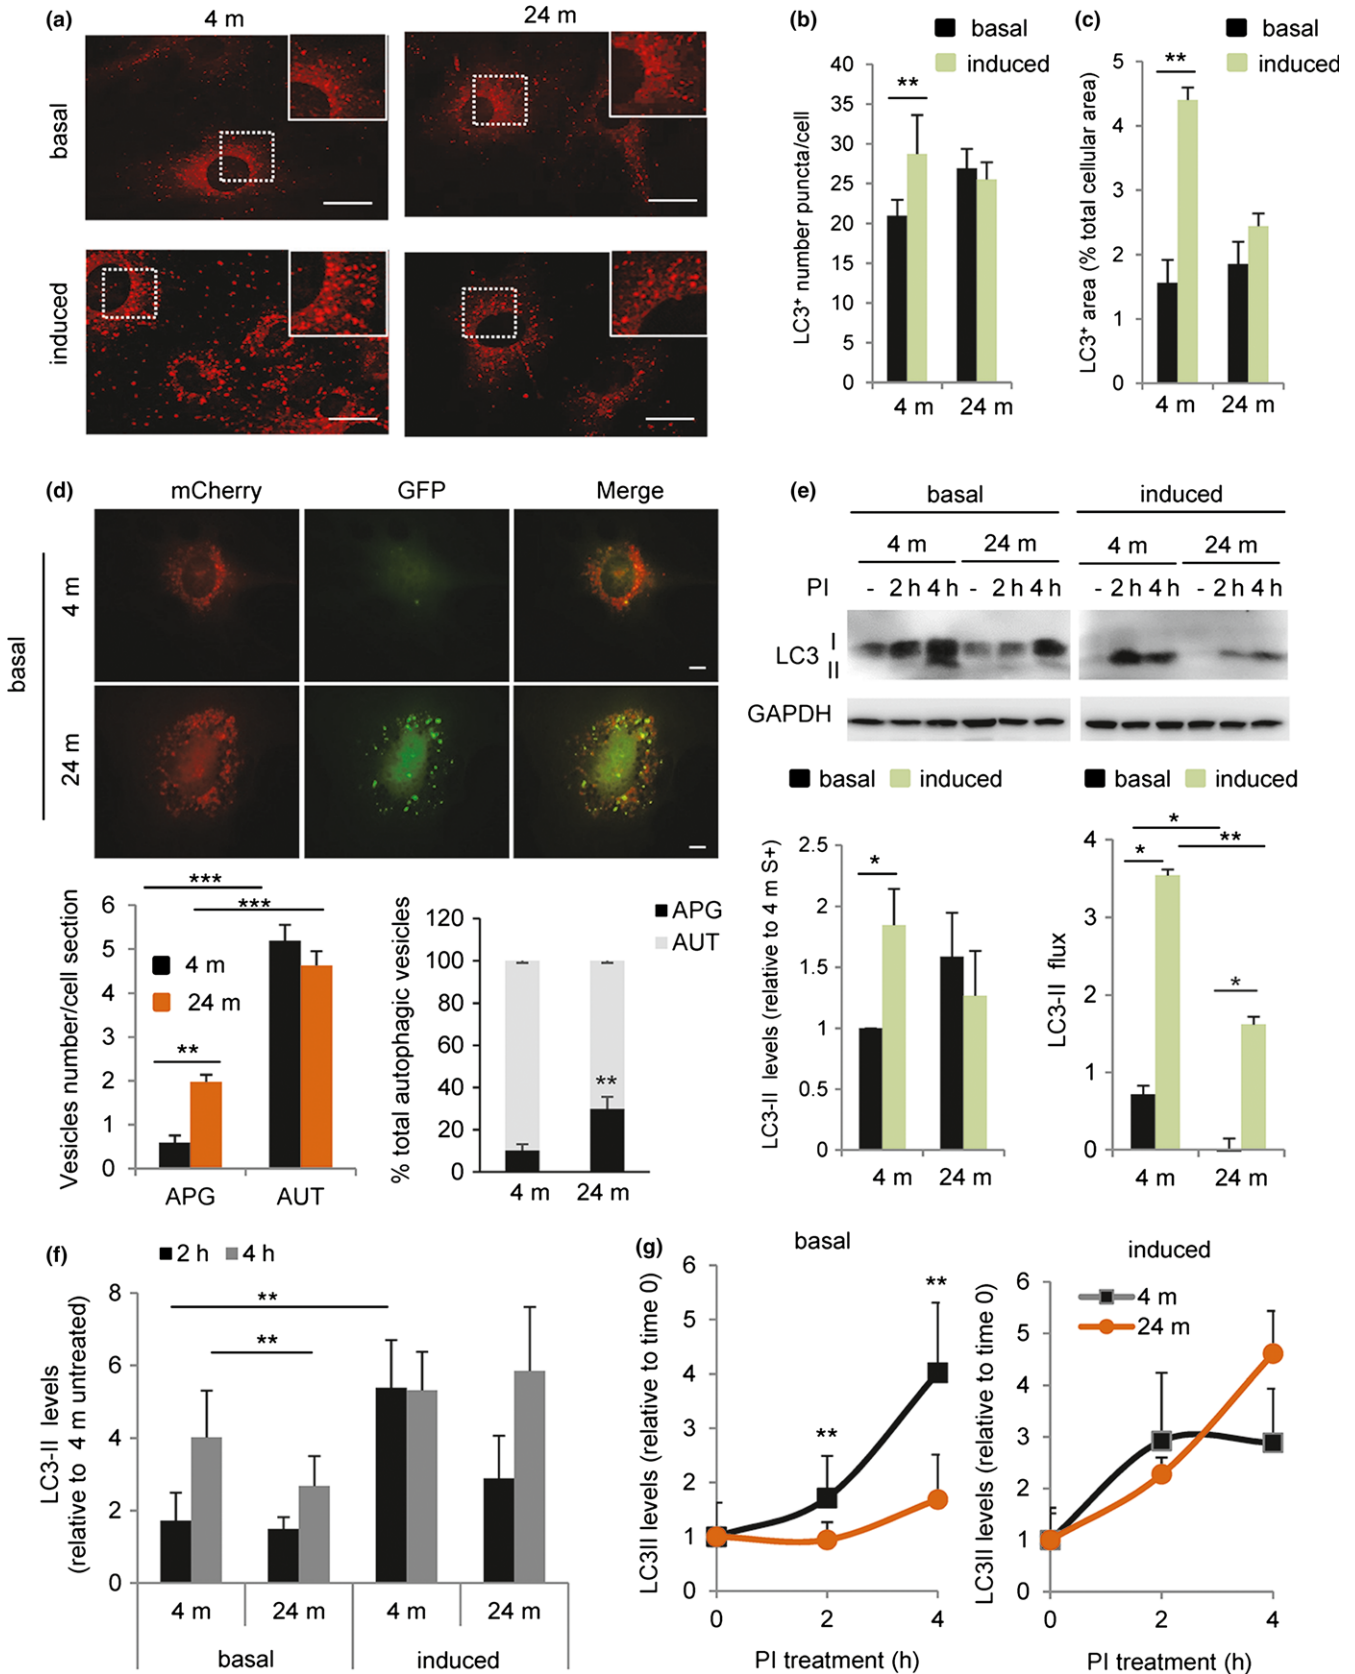 (a)
4 m
24 m
basal
induced
(b)
basal
induced
LC3⁺ number puncta/cell
40
35
30
25
20
15
10
5
0
**
4 m
24 m
(c)
basal
induced
LC3⁺ area (% total cellular area)
5
4
3
2
1
0
**
4 m
24 m
(d)
mCherry
GFP
Merge
basal
4 m
24 m
Vesicles number/cell section
6
5
4
3
2
1
0
***
***
**
4 m
24 m
APG
AUT
% total autophagic vesicles
120
100
80
60
40
20
0
APG
AUT
**
4 m
24 m
(e)
basal
induced
4 m
24 m
4 m
24 m
PI
- 2 h 4 h - 2 h 4 h
- 2 h 4 h - 2 h 4 h
LC3
I
II
GAPDH
basal
induced
LC3-II levels (relative to 4 m S+)
2.5
2
1.5
1
0.5
0
*
4 m
24 m
basal
induced
LC3-II flux
4
3
2
1
0
*
**
*
*
4 m
24 m
(f)
2 h
4 h
LC3-II levels
(relative to 4 m untreated)
8
6
4
2
0
**
**
4 m
24 m
4 m
24 m
basal
induced
(g)
basal
LC3II levels (relative to time 0)
6
5
4
3
2
1
0
**
**
0
2
4
PI treatment (h)
induced
LC3II levels (relative to time 0)
6
5
4
3
2
1
0
4 m
24 m
0
2
4
PI treatment (h)